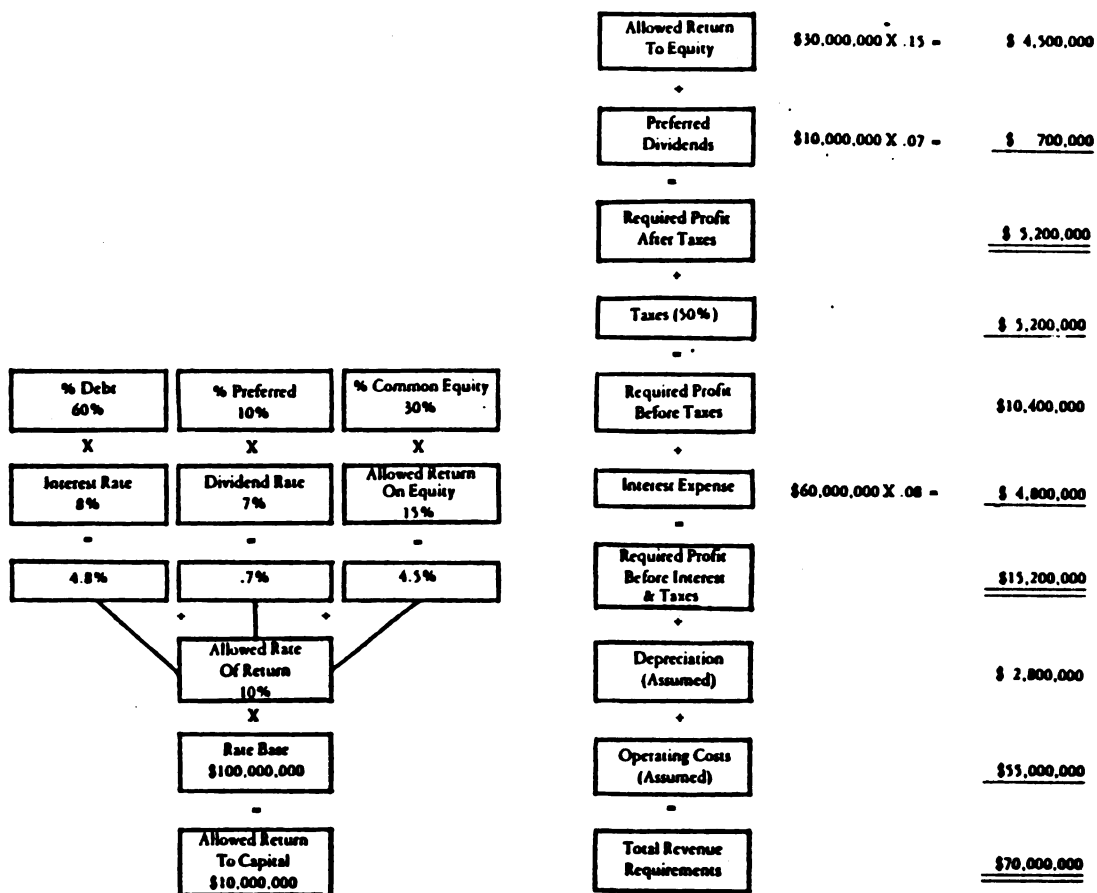 % Debt % Preferred % Common Equity
60% 10% 30%
X X X
Interest Rate Dividend Rate Allowed Return
On Equity
8% 7% 15%
= = =
4.8% .7% 4.5%
+ +
Allowed Rate
Of Return
10%
X
Rate Base
$100,000,000
=
Allowed Return
To Capital
$10,000,000
Allowed Return
To Equity $30,000,000 X .15 = $ 4,500,000
+
Preferred
Dividends $10,000,000 X .07 = $ 700,000
=
Required Profit
After Taxes $ 5,200,000
+
Taxes (50%) $ 5,200,000
=
Required Profit
Before Taxes $10,400,000
+
Interest Expense $60,000,000 X .08 = $ 4,800,000
=
Required Profit
Before Interest
& Taxes $15,200,000
+
Depreciation
(Assumed) $ 2,800,000
+
Operating Costs
(Assumed) $55,000,000
=
Total Revenue
Requirements $70,000,000